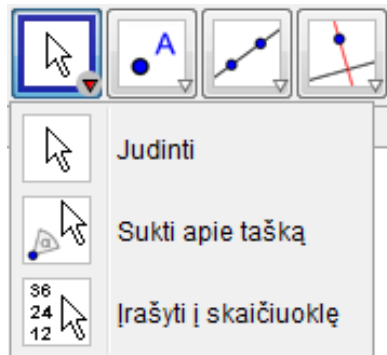 A
Judinti
α
Sukti apie tašką
36
24
12
Įrašyti į skaičiuoklę